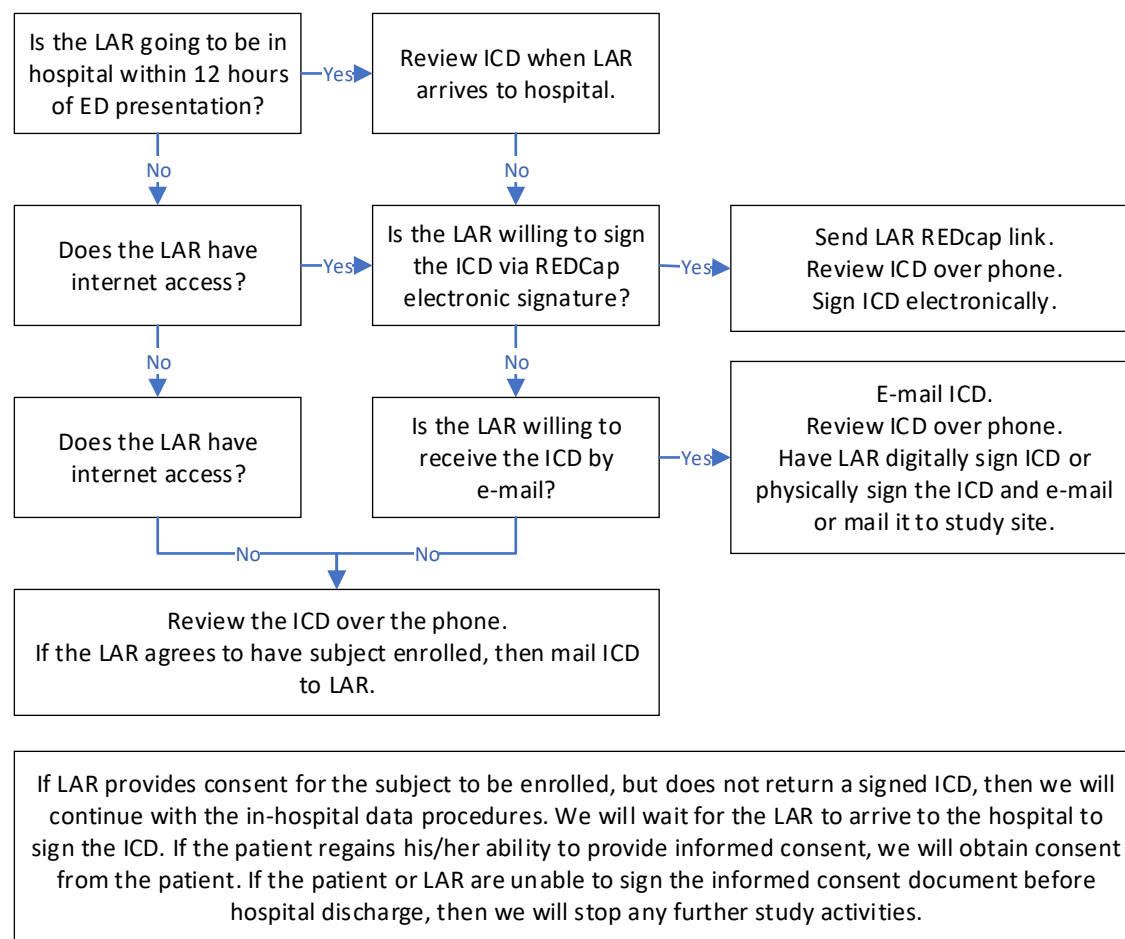 Is the LAR going to be in
hospital within 12 hours
of ED presentation?
Yes
Review ICD when LAR
arrives to hospital.
No
No
Does the LAR have
internet access?
Yes
Is the LAR willing to sign
the ICD via REDCap
electronic signature?
Yes
Send LAR REDcap link.
Review ICD over phone.
Sign ICD electronically.
No
No
Does the LAR have
internet access?
Is the LAR willing to
receive the ICD by
e-mail?
Yes
E-mail ICD.
Review ICD over phone.
Have LAR digitally sign ICD or
physically sign the ICD and e-mail
or mail it to study site.
No
No
Review the ICD over the phone.
If the LAR agrees to have subject enrolled, then mail ICD
to LAR.
If LAR provides consent for the subject to be enrolled, but does not return a signed ICD, then we will
continue with the in-hospital data procedures. We will wait for the LAR to arrive to the hospital to
sign the ICD. If the patient regains his/her ability to provide informed consent, we will obtain consent
from the patient. If the patient or LAR are unable to sign the informed consent document before
hospital discharge, then we will stop any further study activities.